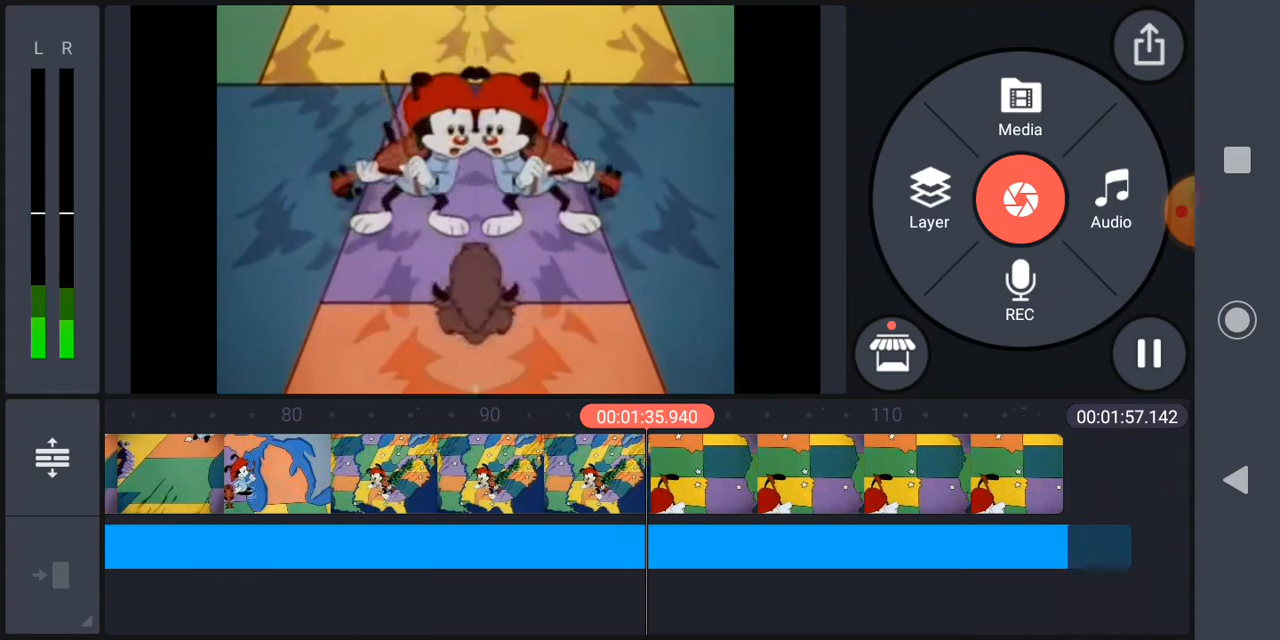 L R
Media
Layer
Audio
REC
80
90
00:01:35.940
110
00:01:57.142